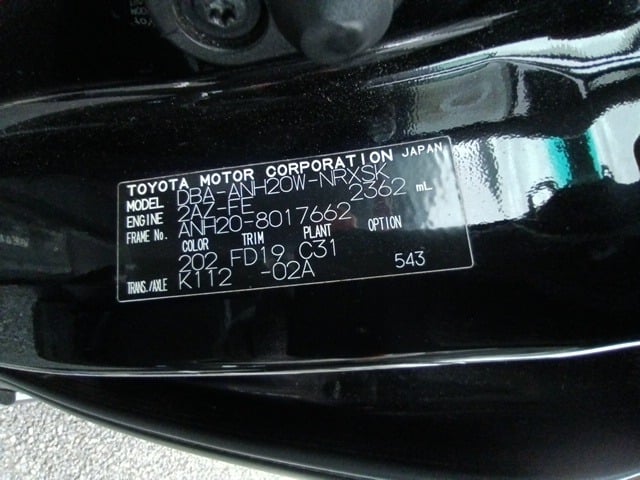 TOYOTA MOTOR CORPORATION JAPAN
MODEL DBA-ANH20W-NRXSK
ENGINE 2AZ-FE 2362 mL
FRAME No. ANH20-8017662
COLOR TRIM PLANT OPTION
202 FD19 C31
TRANS./AXLE K112 -02A 543